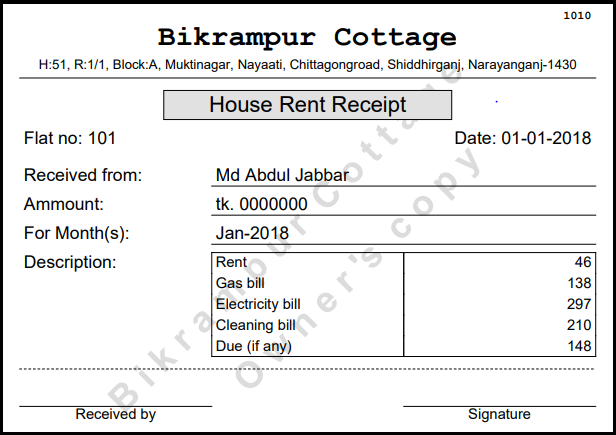 1010
Bikrampur Cottage
H:51, R:1/1, Block:A, Muktinagar, Nayaati, Chittagongroad, Shiddhirganj, Narayanganj-1430
House Rent Receipt
Flat no: 101 Date: 01-01-2018
Received from: Md Abdul Jabbar
Ammount: tk. 0000000
For Month(s): Jan-2018
Description: Rent 46
Gas bill 138
Electricity bill 297
Cleaning bill 210
Due (if any) 148
Received by Signature
Bikrampur Cottage
Owner's copy